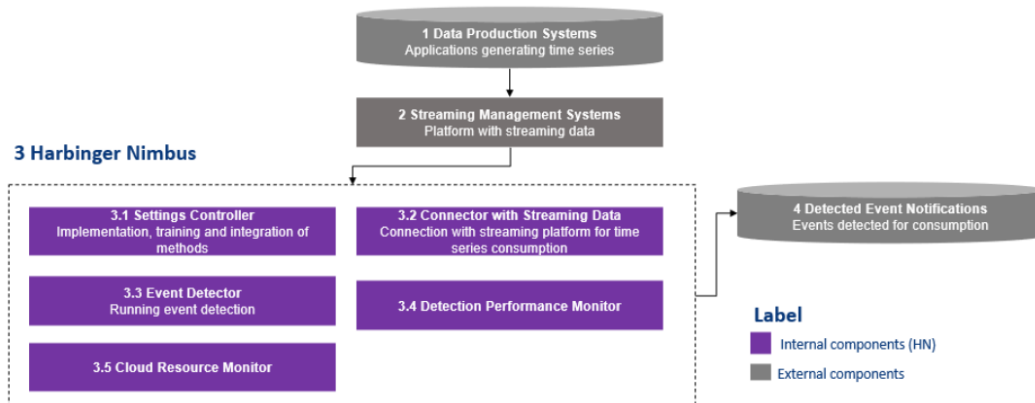 1 Data Production Systems
Applications generating time series
2 Streaming Management Systems
Platform with streaming data
3 Harbinger Nimbus
3.1 Settings Controller
Implementation, training and integration of
methods
3.2 Connector with Streaming Data
Connection with streaming platform for time
series consumption
4 Detected Event Notifications
Events detected for consumption
3.3 Event Detector
Running event detection
3.4 Detection Performance Monitor
3.5 Cloud Resource Monitor
Label
Internal components (HN)
External components